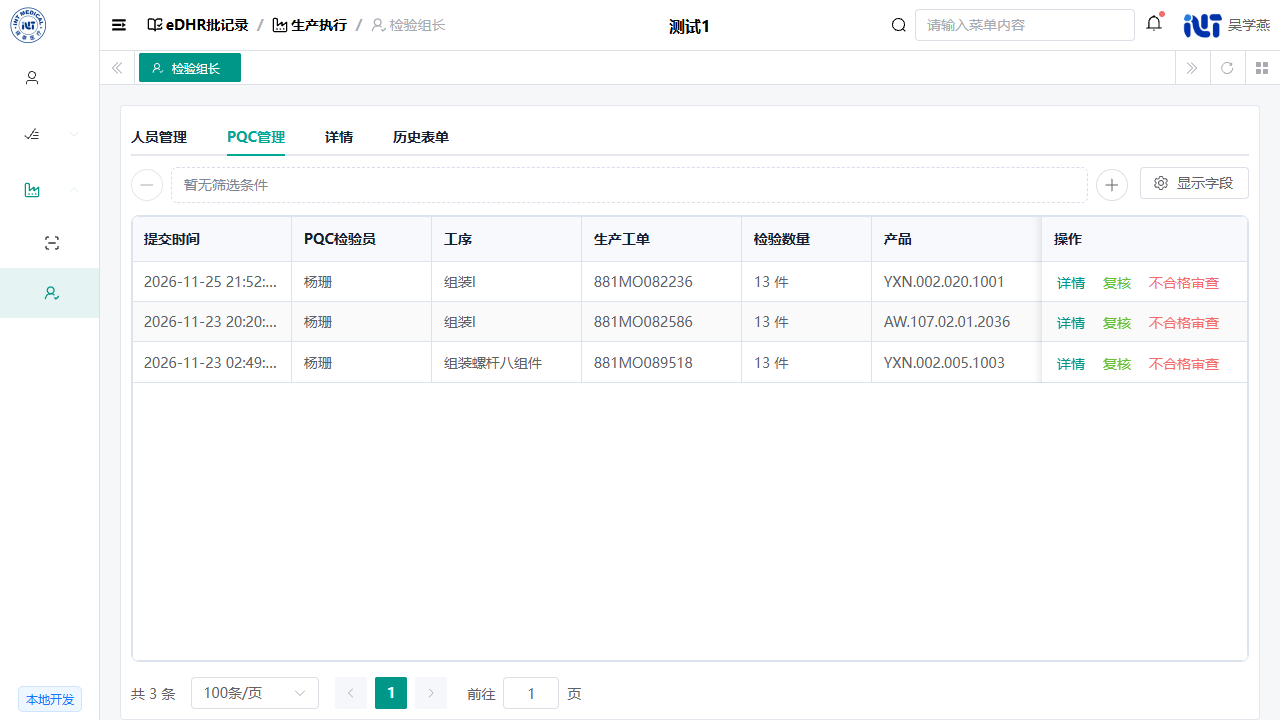 INT MEDICAL
eDHR批记录 / 生产执行 / 检验组长
测试1
请输入菜单内容
吴学燕
检验组长
人员管理 PQC管理 详情 历史表单
暂无筛选条件
显示字段
提交时间 PQC检验员 工序 生产工单 检验数量 产品 操作
2026-11-25 21:52:... 杨珊 组装Ⅰ 881MO082236 13 件 YXN.002.020.1001 详情 复核 不合格审查
2026-11-23 20:20:... 杨珊 组装Ⅰ 881MO082586 13 件 AW.107.02.01.2036 详情 复核 不合格审查
2026-11-23 02:49:... 杨珊 组装螺杆八组件 881MO089518 13 件 YXN.002.005.1003 详情 复核 不合格审查
共 3 条 100条/页 1 前往 1 页
本地开发